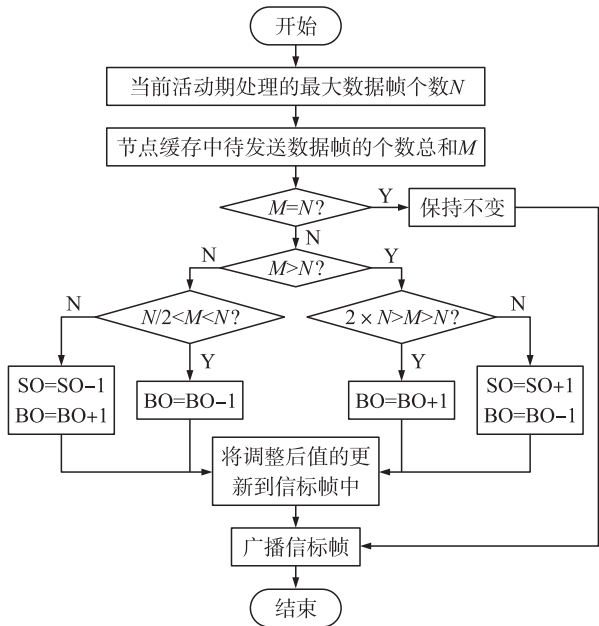 开始
当前活动期处理的最大数据帧个数N
节点缓存中待发送数据帧的个数总和M
M=N?
Y
保持不变
N
N
M>N?
Y
N
N/2<M<N?
2×N>M>N?
N
Y
Y
SO=SO−1
BO=BO+1
BO=BO−1
BO=BO+1
SO=SO+1
BO=BO−1
将调整后值的更
新到信标帧中
广播信标帧
结束